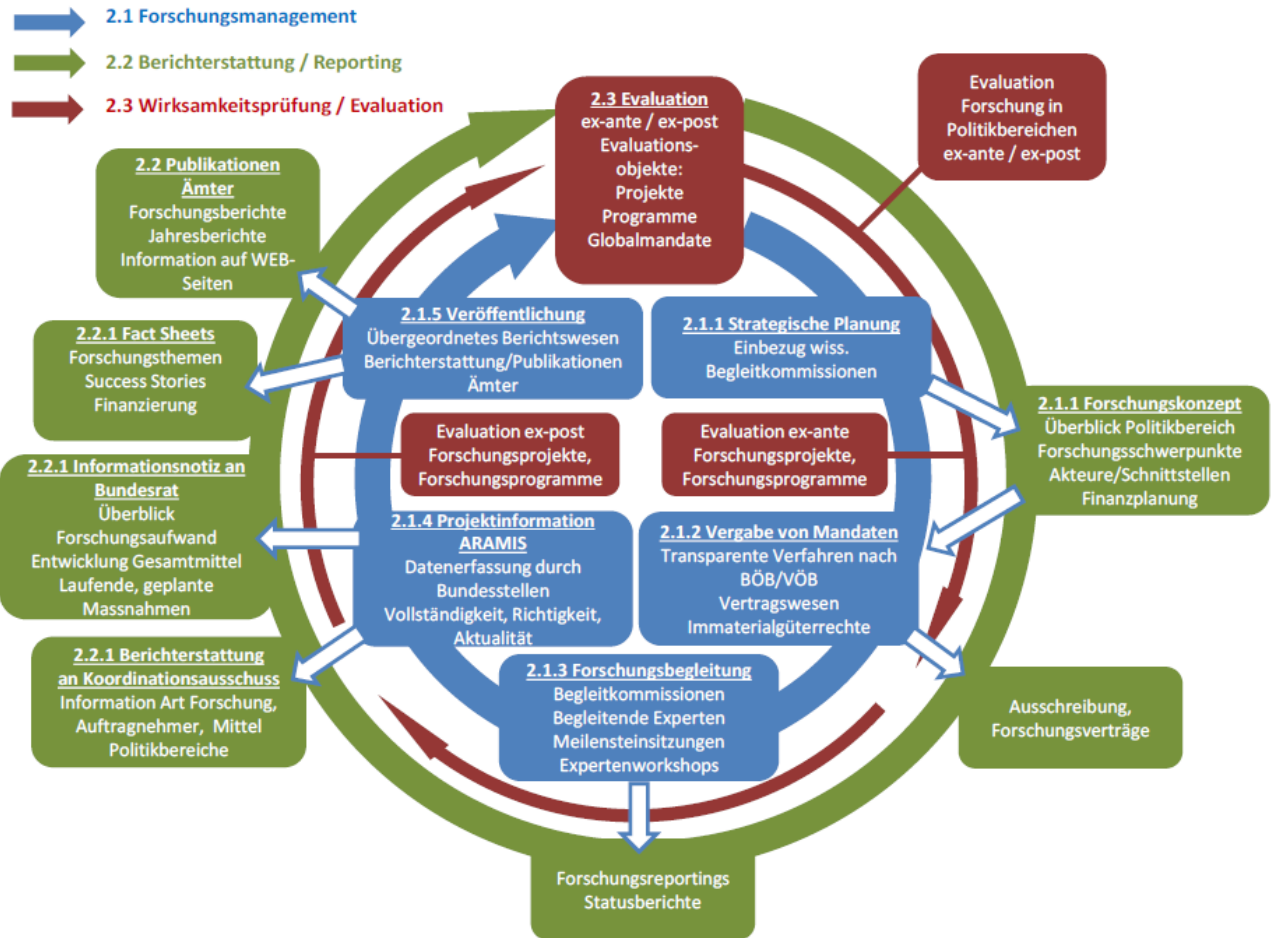 2.1 Forschungsmanagement
2.2 Berichterstattung / Reporting
2.3 Wirksamkeitsprüfung / Evaluation
2.3 Evaluation
ex-ante / ex-post
Evaluations-
objekte:
Projekte
Programme
Globalmandate
Evaluation
Forschung in
Politikbereichen
ex-ante / ex-post
2.2 Publikationen
Ämter
Forschungsberichte
Jahresberichte
Information auf WEB-
Seiten
2.1.5 Veröffentlichung
Übergeordnetes Berichtswesen
Berichterstattung/Publikationen
Ämter
2.1.1 Strategische Planung
Einbezug wiss.
Begleitkommissionen
2.2.1 Fact Sheets
Forschungsthemen
Success Stories
Finanzierung
2.1.1 Forschungskonzept
Überblick Politikbereich
Forschungsschwerpunkte
Akteure/Schnittstellen
Finanzplanung
Evaluation ex-post
Forschungsprojekte,
Forschungsprogramme
Evaluation ex-ante
Forschungsprojekte,
Forschungsprogramme
2.2.1 Informationsnotiz an
Bundesrat
Überblick
Forschungsaufwand
Entwicklung Gesamtmittel
Laufende, geplante
Massnahmen
2.1.4 Projektinformation
ARAMIS
Datenerfassung durch
Bundesstellen
Vollständigkeit, Richtigkeit,
Aktualität
2.1.2 Vergabe von Mandaten
Transparente Verfahren nach
BÖB/VÖB
Vertragswesen
Immaterialgüterrechte
2.2.1 Berichterstattung
an Koordinationsausschuss
Information Art Forschung,
Auftragnehmer, Mittel
Politikbereiche
2.1.3 Forschungsbegleitung
Begleitkommissionen
Begleitende Experten
Meilensteinsitzungen
Expertenworkshops
Ausschreibung,
Forschungsverträge
Forschungsreportings
Statusberichte